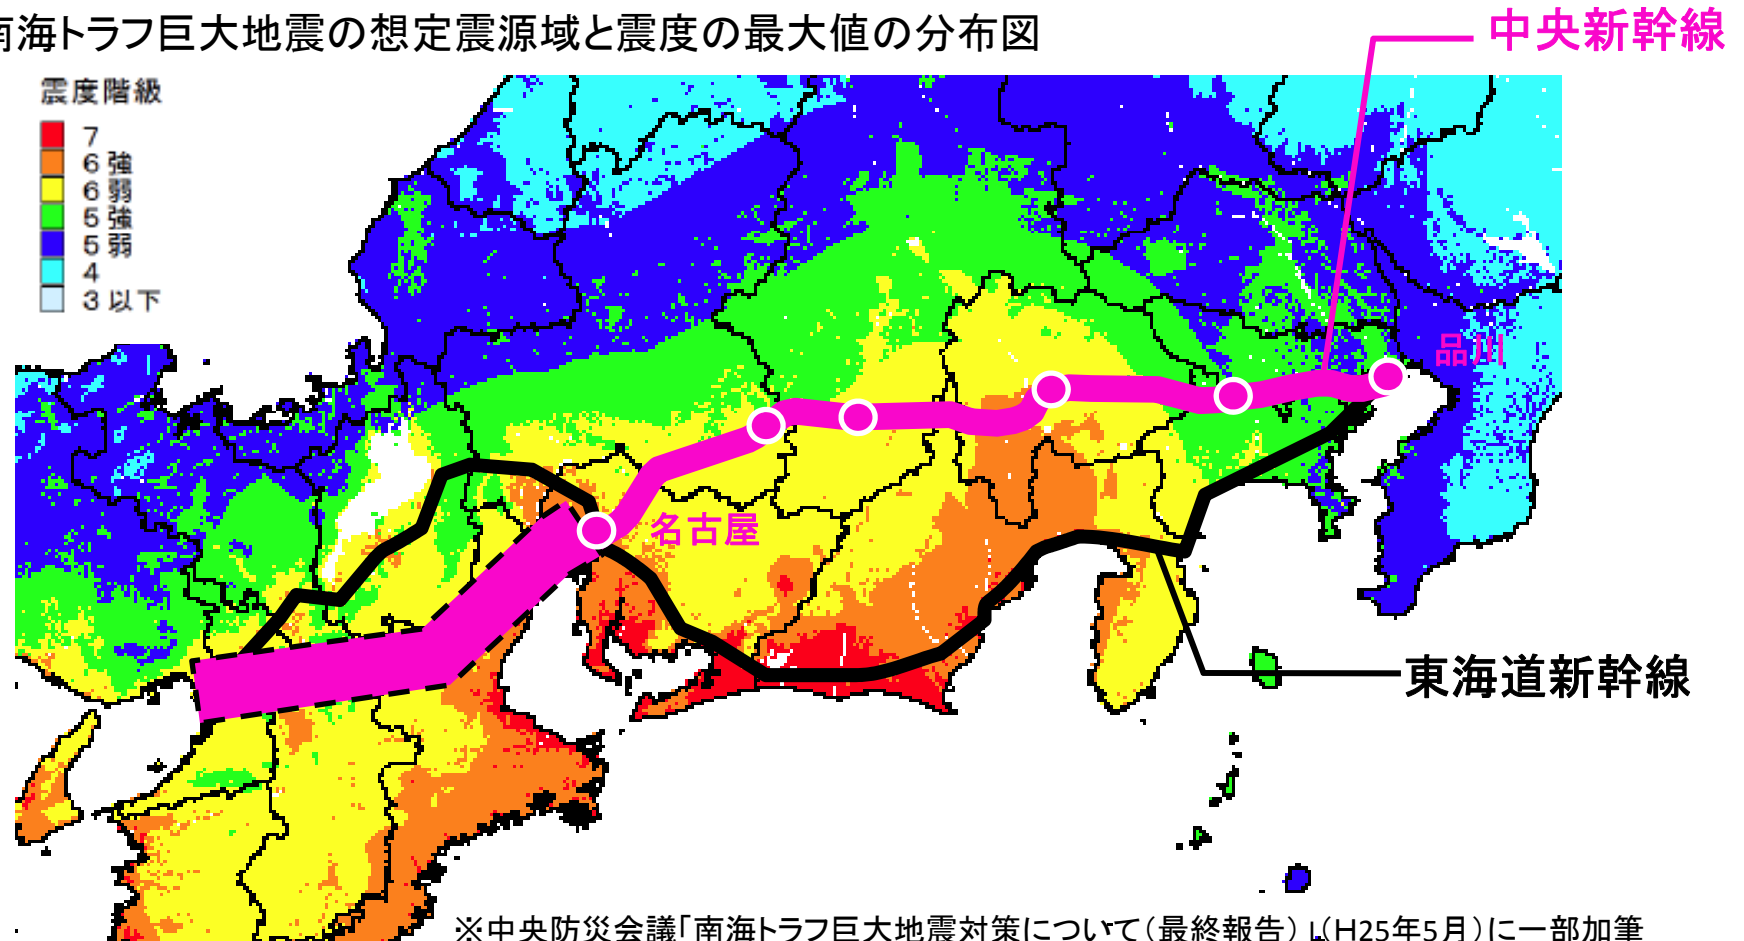 南海トラフ巨大地震の想定震源域と震度の最大値の分布図
中央新幹線
震度階級
7
6強
6弱
5強
5弱
4
3以下
品川
名古屋
東海道新幹線
※中央防災会議「南海トラフ巨大地震対策について(最終報告)」(H25年5月)に一部加筆